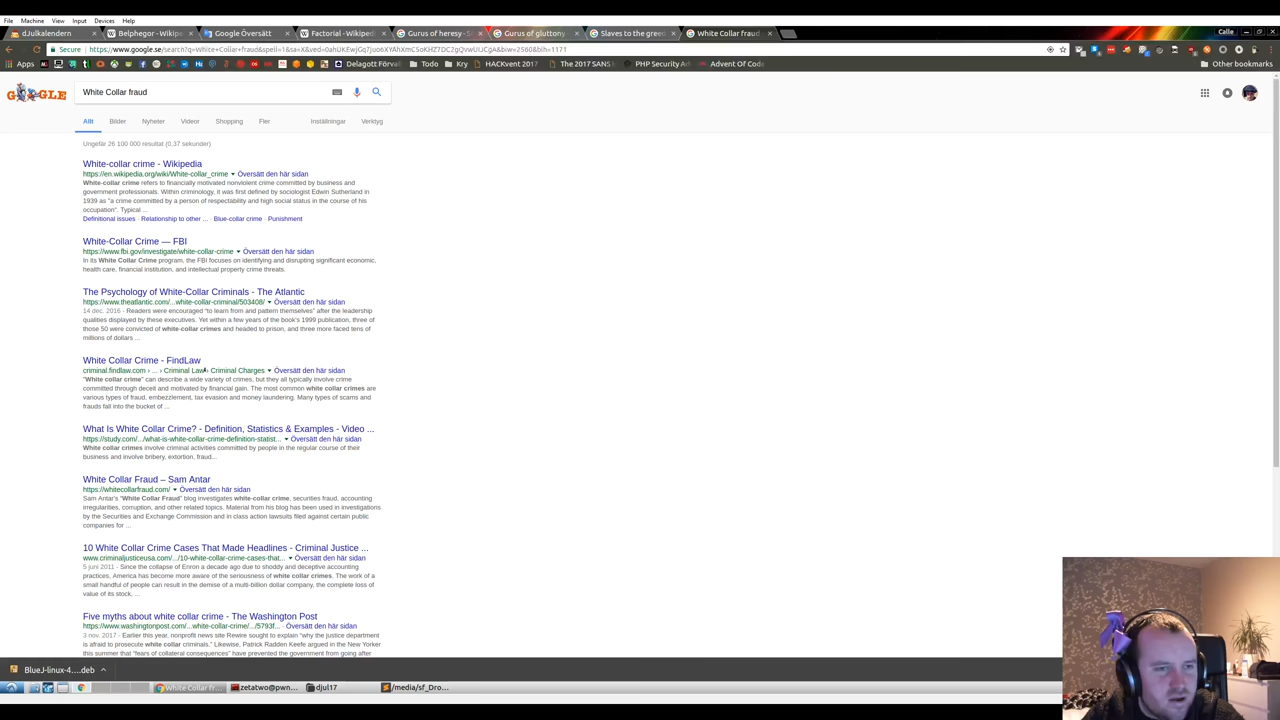 File Machine View Input Devices Help
dJulkalendern
Belphegor - Wikipe
Google Översätt
Factorial - Wikipedi
Gurus of heresy - S
Gurus of gluttony -
Slaves to the greed
White Collar fraud
Calle
Secure
Apps
Delagott Förva
Todo
Kry
HACKvent 2017
The 2017 SANS
PHP Security Ad
Advent Of Code
Other bookmarks
GOOGLE
White Collar fraud
Allt Bilder Nyheter Videor Shopping Fler Inställningar Verktyg
Ungefär 26 100 000 resultat (0,37 sekunder)
White-collar crime - Wikipedia
https://en.wikipedia.org/wiki/White-collar_crime Översätt den här sidan
White-collar crime refers to financially motivated nonviolent crime committed by business and
government professionals. Within criminology, it was first defined by sociologist Edwin Sutherland in
1939 as "a crime committed by a person of respectability and high social status in the course of his
occupation". Typical ...
Definitional issues · Relationship to other ... · Blue-collar crime · Punishment
White-Collar Crime — FBI
https://www.fbi.gov/investigate/white-collar-crime Översätt den här sidan
In its White Collar Crime program, the FBI focuses on identifying and disrupting significant economic,
health care, financial institution, and intellectual property crime threats.
The Psychology of White-Collar Criminals - The Atlantic
https://www.theatlantic.com/...white-collar-criminal/503408/ Översätt den här sidan
14 dec. 2016 - Readers were encouraged "to learn from and pattern themselves" after the leadership
qualities displayed by these executives. Yet within a few years of the book's 1999 publication, three of
those 50 were convicted of white-collar crimes and headed to prison, and three more faced tens of
millions of dollars ...
White Collar Crime - FindLaw
criminal.findlaw.com › ... › Criminal Law › Criminal Charges Översätt den här sidan
"White collar crime" can describe a wide variety of crimes, but they all typically involve crime
committed through deceit and motivated by financial gain. The most common white collar crimes are
various types of fraud, embezzlement, tax evasion and money laundering. Many types of scams and
frauds fall into the bucket of ...
What Is White Collar Crime? - Definition, Statistics & Examples - Video ...
https://study.com/.../what-is-white-collar-crime-definition-statist... Översätt den här sidan
White collar crimes involve criminal activities committed by people in the regular course of their
business and involve bribery, extortion, fraud...
White Collar Fraud – Sam Antar
https://whitecollarfraud.com/ Översätt den här sidan
Sam Antar's "White Collar Fraud" blog investigates white-collar crime, securities fraud, accounting
irregularities, corruption, and other related topics. Material from his blog has been used in investigations
by the Securities and Exchange Commission and in class action lawsuits filed against certain public
companies for ...
10 White Collar Crime Cases That Made Headlines - Criminal Justice ...
www.criminaljusticeusa.com/.../10-white-collar-crime-cases-that... Översätt den här sidan
5 juni 2011 - Since the collapse of Enron a decade ago due to shoddy and deceptive accounting
practices, America has become more aware of the seriousness of white collar crimes. The work of a
small handful of people can result in the demise of a multi-billion dollar company, the complete loss of
value of its stock, ...
Five myths about white collar crime - The Washington Post
https://www.washingtonpost.com/...white-collar-crime/.../5793f... Översätt den här sidan
3 nov. 2017 - Earlier this year, nonprofit news site Rewire sought to explain "why the justice department
is afraid to prosecute white collar criminals," Likewise, Patrick Radden Keefe argued in the New Yorker
this summer that "fears of collateral consequences" have prevented the government from going after
BlueJ-linux-4....deb
White Collar fr...
zetatwo@pwn...
djul17
/media/sf_Dro...